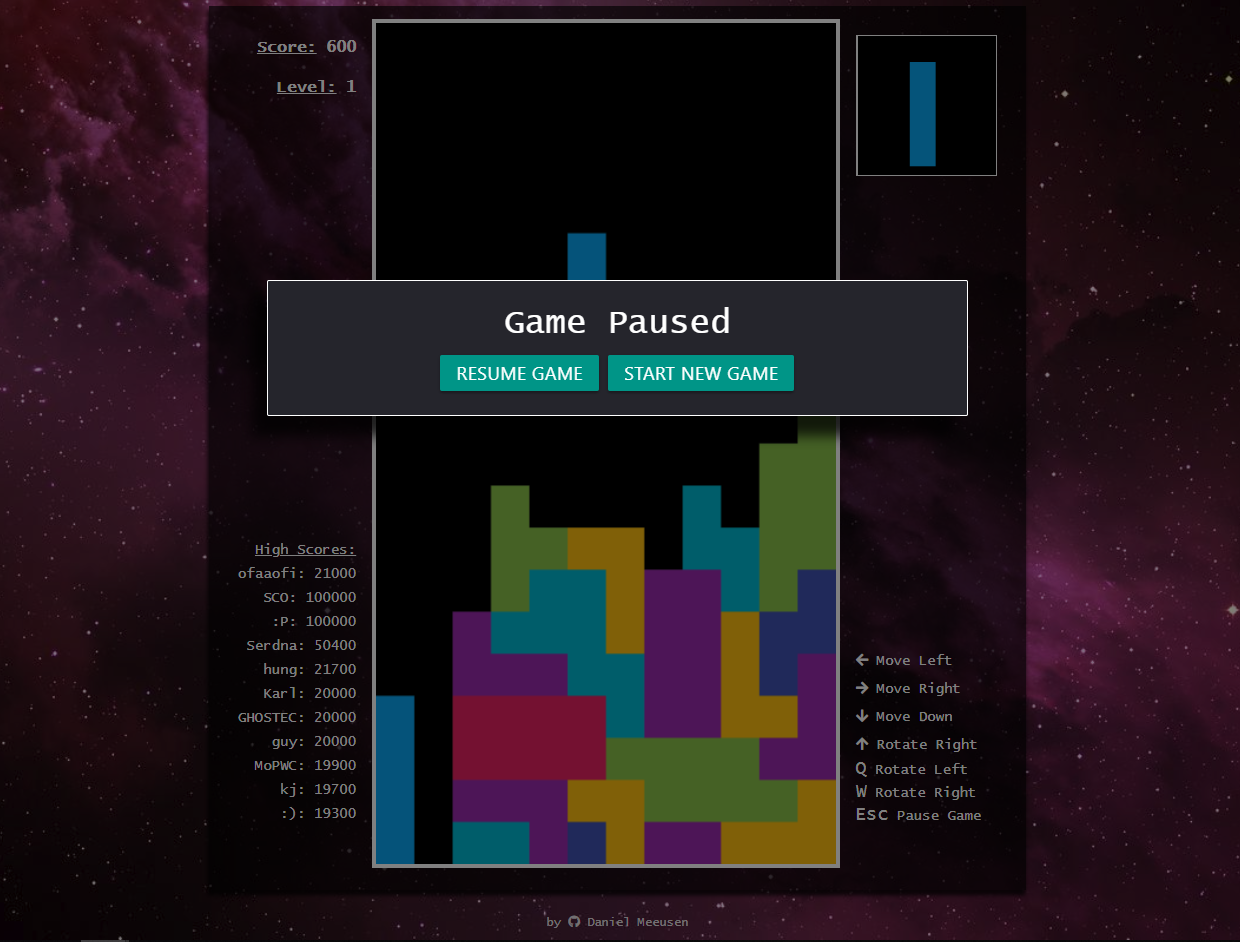 Score: 600
Level: 1
Game Paused
RESUME GAME
START NEW GAME
High Scores:
ofaaofi: 21000
SCO: 100000
:P: 100000
Serdna: 50400
hung: 21700
Karl: 20000
GHOSTEC: 20000
guy: 20000
MoPWC: 19900
kj: 19700
:): 19300
← Move Left
→ Move Right
↓ Move Down
↑ Rotate Right
Q Rotate Left
W Rotate Right
ESC Pause Game
by Daniel Meeusen